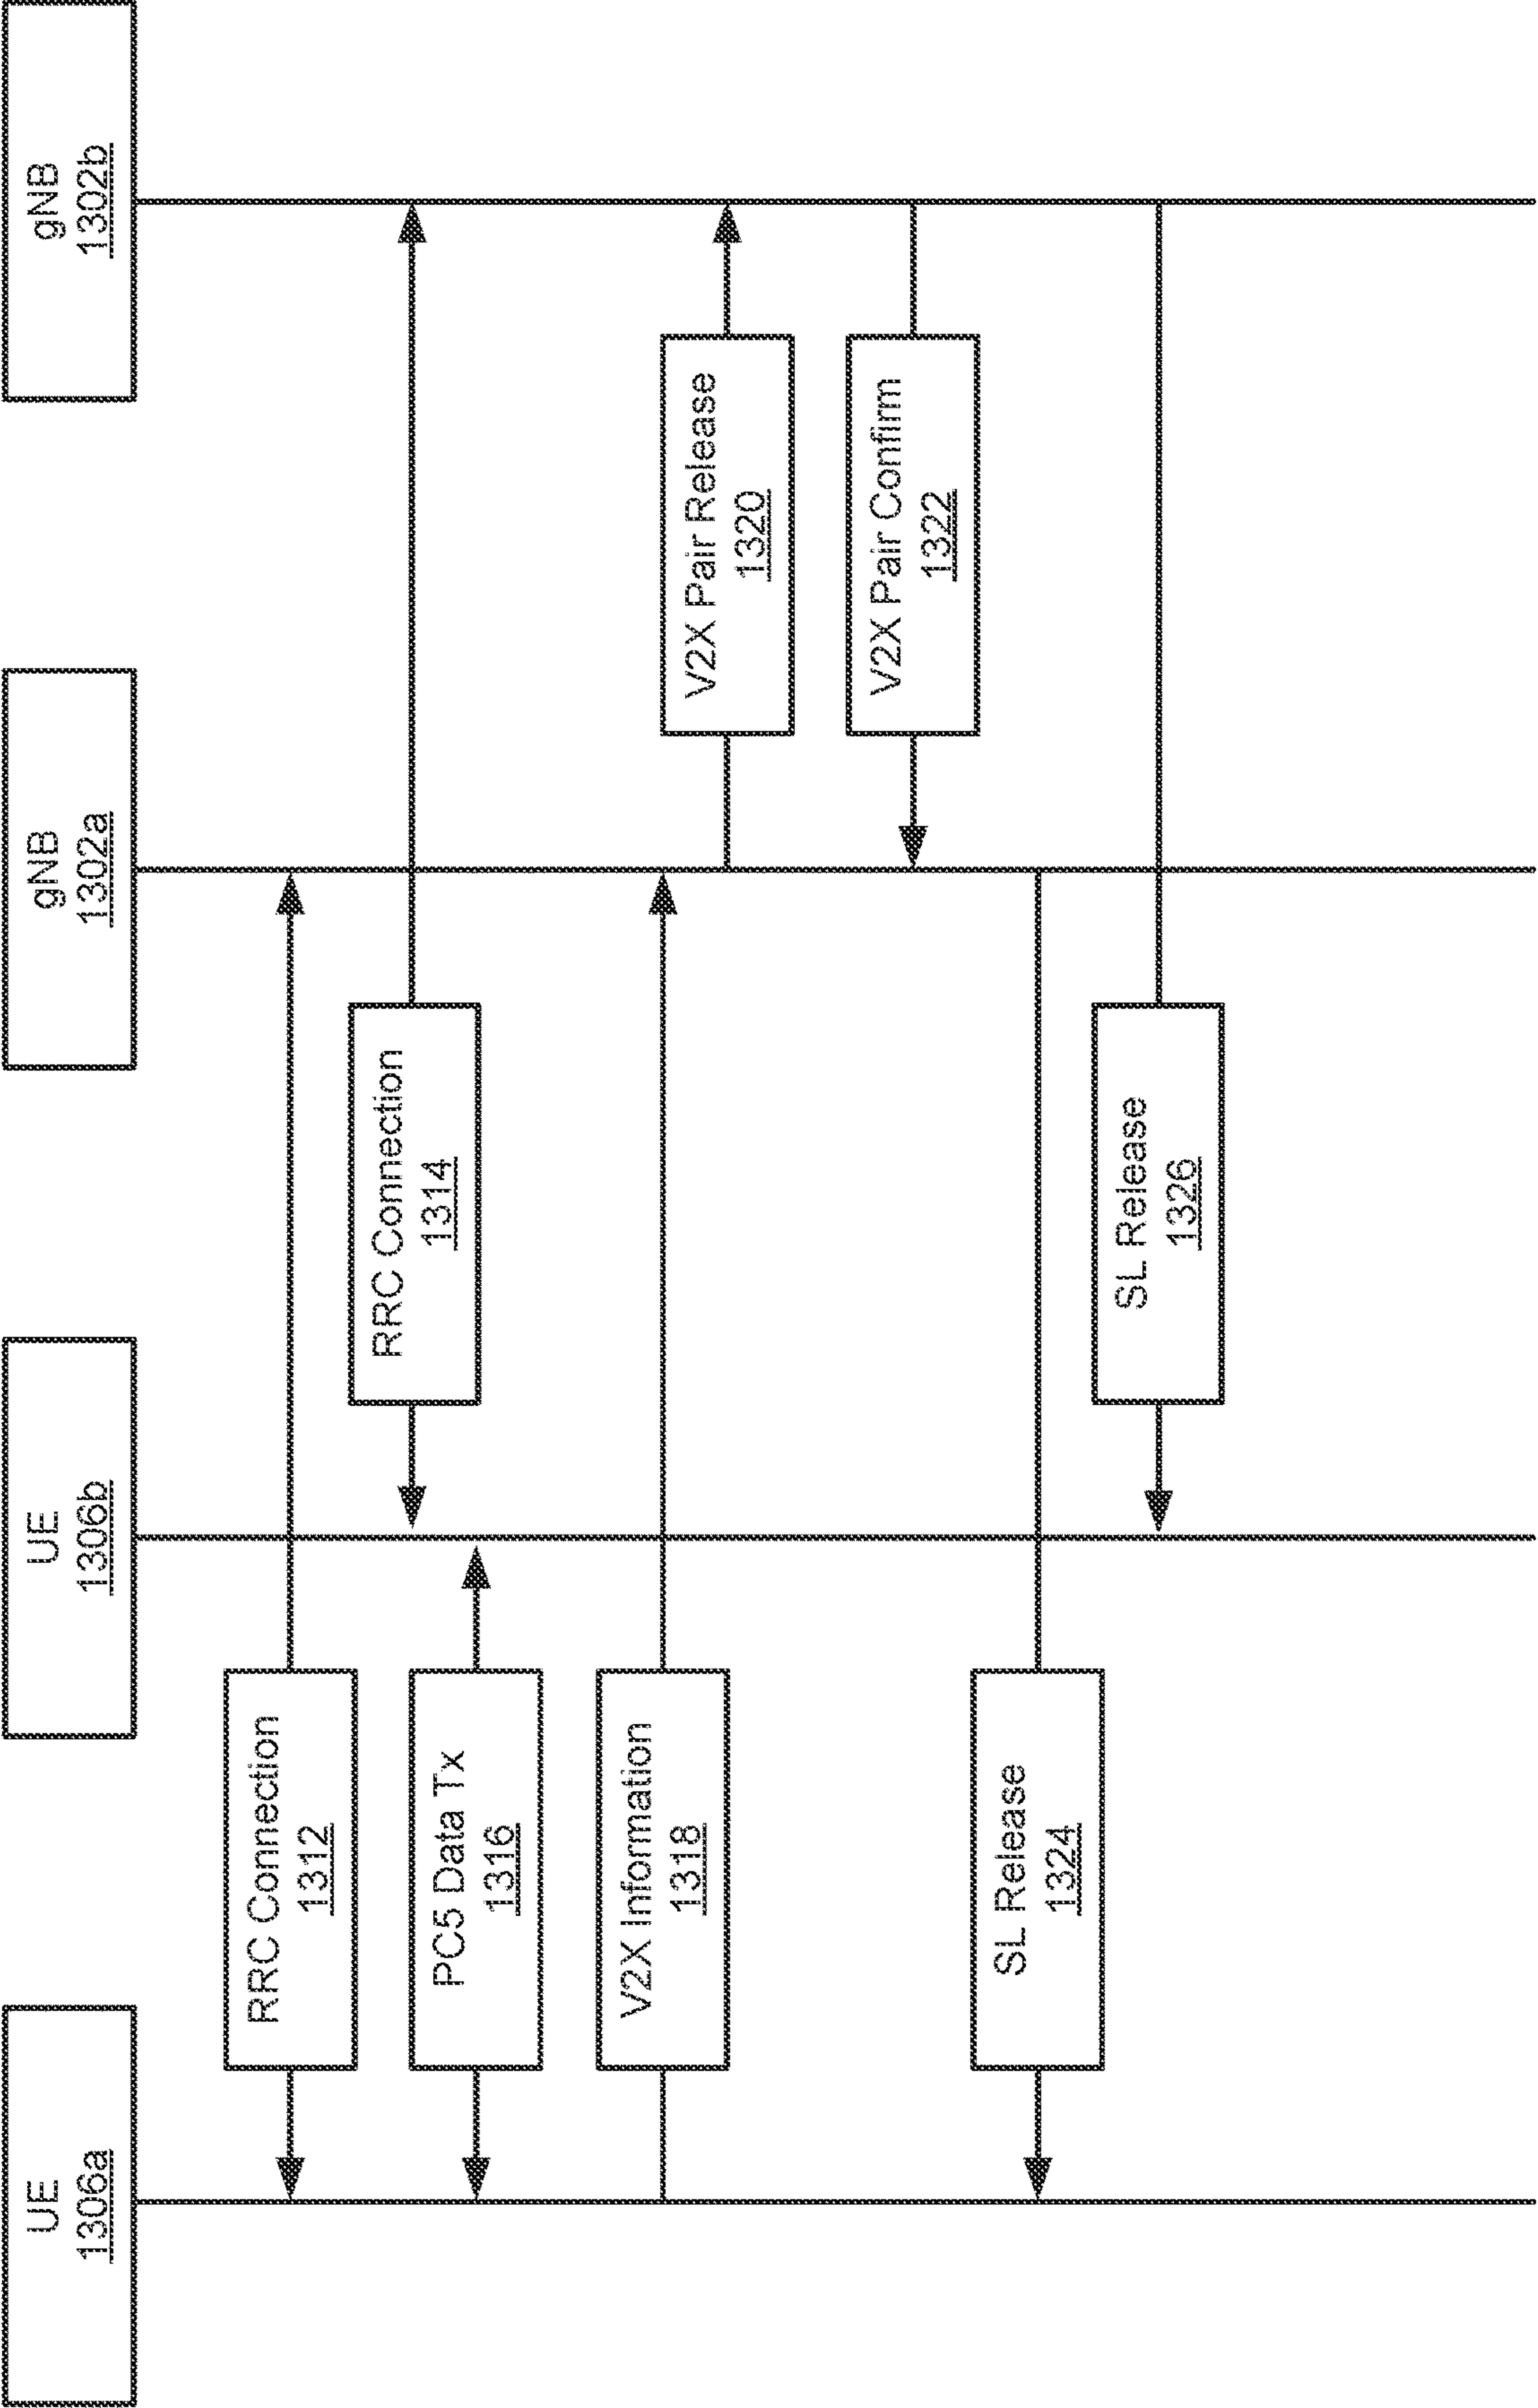 UE
1306a
UE
1306b
gNB
1302a
gNB
1302b
RRC Connection
1312
RRC Connection
1314
PC5 Data Tx
1316
V2X Information
1318
V2X Pair Release
1320
V2X Pair Confirm
1322
SL Release
1324
SL Release
1326